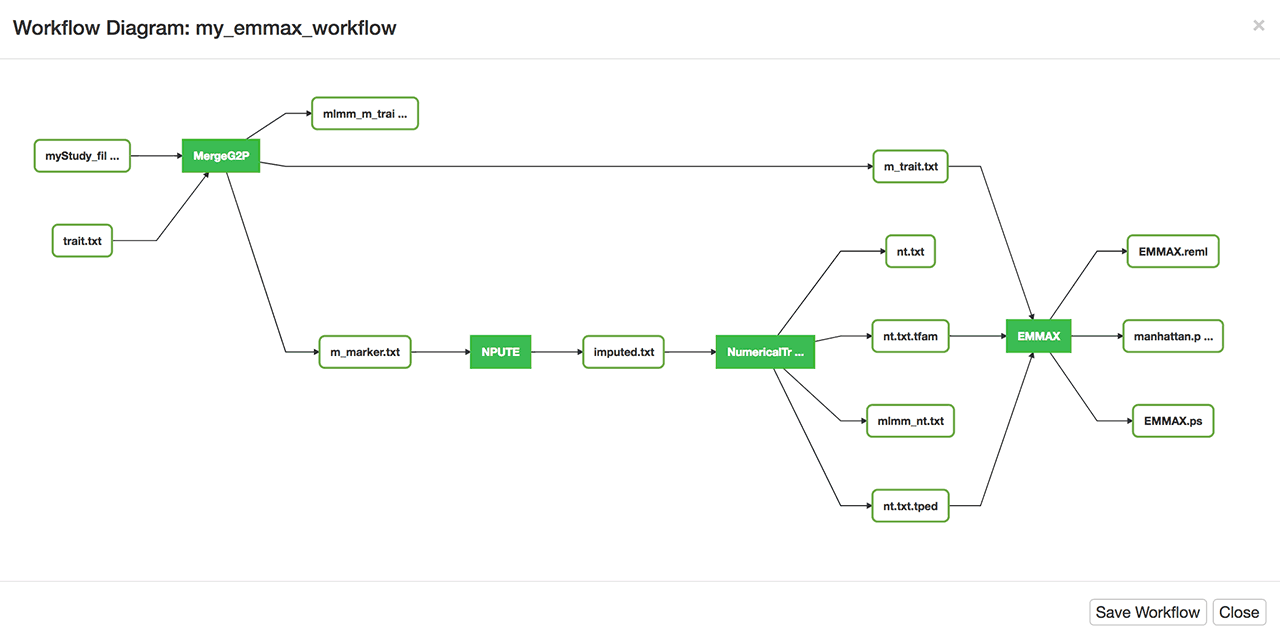 Workflow Diagram: my_emmax_workflow
×
mlmm_m_trai ...
myStudy_fil ...
MergeG2P
m_trait.txt
trait.txt
nt.txt
EMMAX.reml
nt.txt.tfam
EMMAX
manhattan.p ...
m_marker.txt
NPUTE
imputed.txt
NumericalTr ...
mlmm_nt.txt
EMMAX.ps
nt.txt.tped
Save Workflow
Close